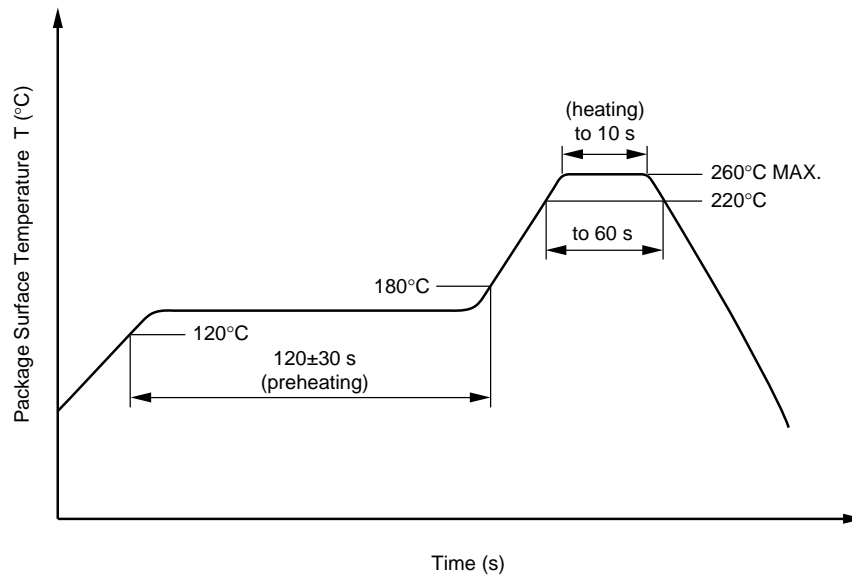 Package Surface Temperature T (°C)
(heating)
to 10 s
260°C MAX.
220°C
to 60 s
180°C
120°C
120±30 s
(preheating)
Time (s)